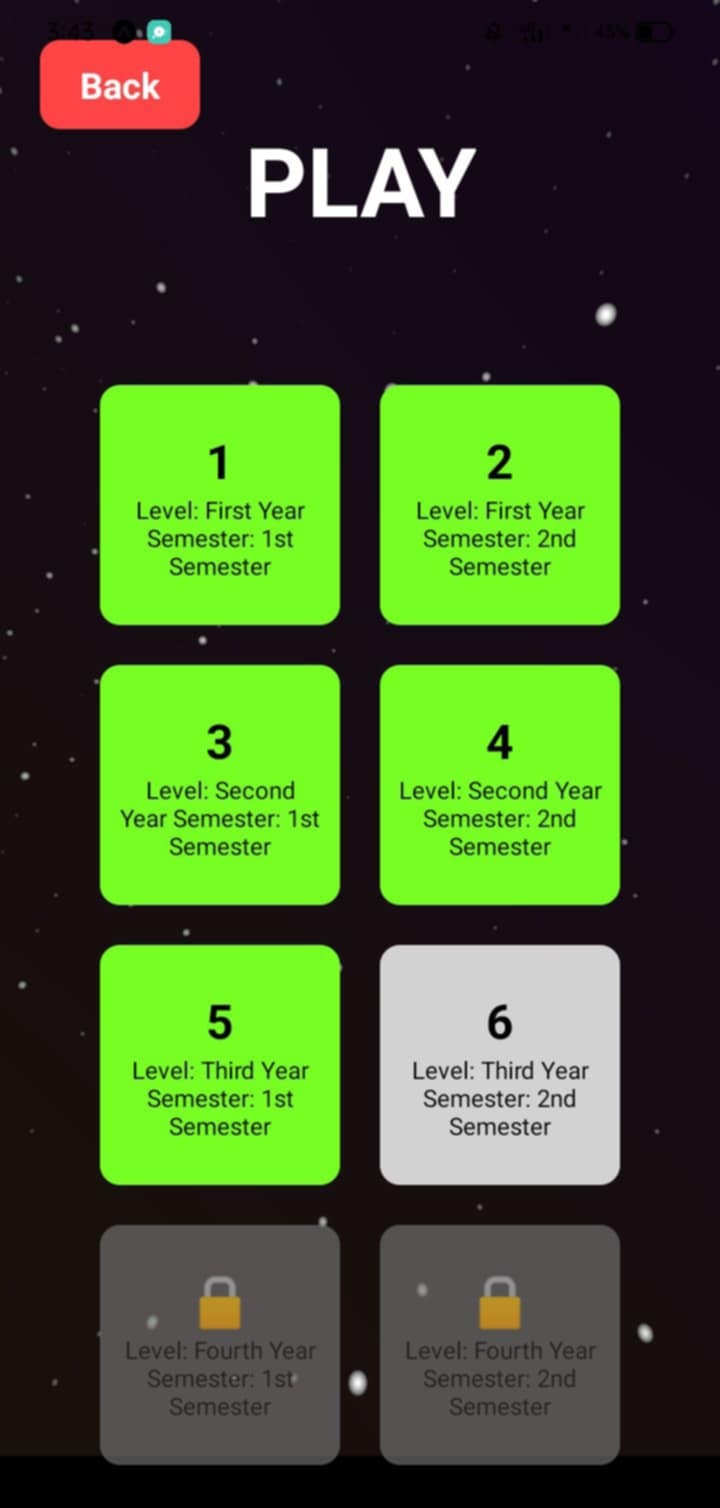 3:43
45%
Back
PLAY
1
Level: First Year
Semester: 1st
Semester
2
Level: First Year
Semester: 2nd
Semester
3
Level: Second
Year Semester: 1st
Semester
4
Level: Second Year
Semester: 2nd
Semester
5
Level: Third Year
Semester: 1st
Semester
6
Level: Third Year
Semester: 2nd
Semester
Level: Fourth Year
Semester: 1st
Semester
Level: Fourth Year
Semester: 2nd
Semester